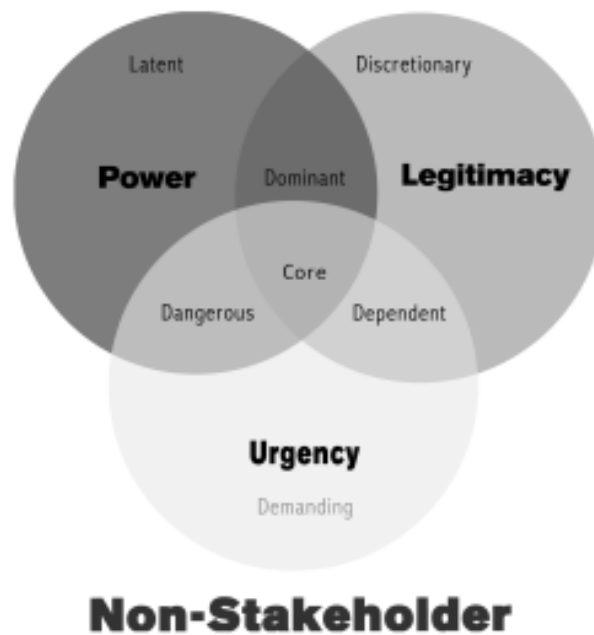 Latent
Discretionary
Power
Dominant
Legitimacy
Core
Dangerous
Dependent
Urgency
Demanding
Non-Stakeholder